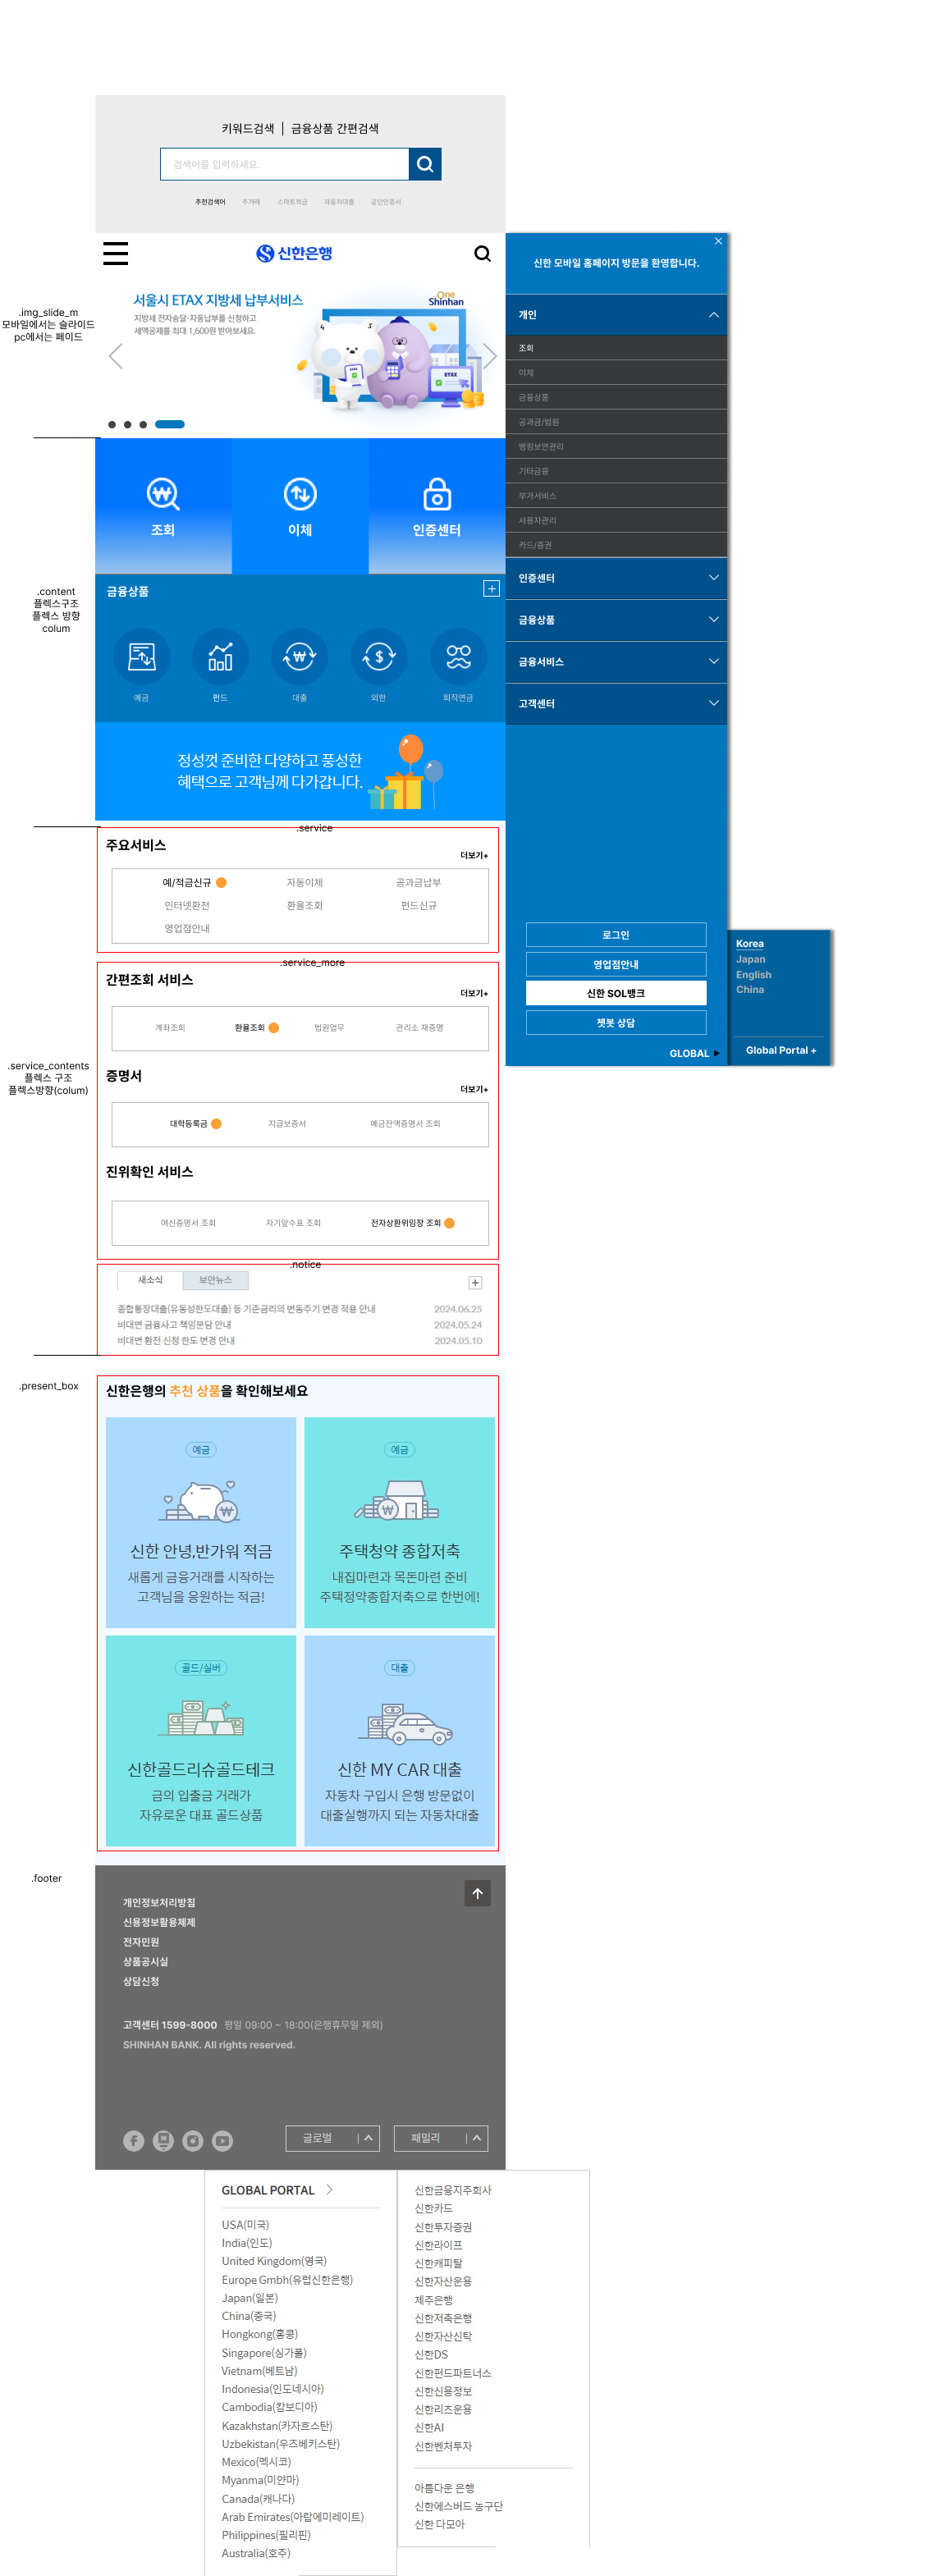 키워드검색 | 금융상품 간편검색
검색어를 입력하세요.
추천검색어 주거래 스마트적금 자동차대출 공인인증서
신한은행
.img_slide_m
모바일에서는 슬라이드
pc에서는 페이드
서울시 ETAX 지방세 납부서비스
지방세 전자송달·자동납부를 신청하고
세액공제를 최대 1,600원 받아보세요.
One
Shinhan
ETAX
ETAX
조회 이체 인증센터
.content
플렉스구조
플렉스 방향
colum
금융상품
예금 펀드 대출 외환 퇴직연금
정성껏 준비한 다양하고 풍성한
혜택으로 고객님께 다가갑니다.
신한 모바일 홈페이지 방문을 환영합니다.
개인
조회
이체
금융상품
공과금/법원
뱅킹보안관리
기타금융
부가서비스
사용자관리
카드/증권
인증센터
금융상품
금융서비스
고객센터
로그인
영업점안내
신한 SOL뱅크
챗봇 상담
GLOBAL
Korea
Japan
English
China
Global Portal +
.service
주요서비스
더보기+
예/적금신규 자동이체 공과금납부
인터넷환전 환율조회 펀드신규
영업점안내
.service_more
간편조회 서비스
더보기+
계좌조회 환율조회 법원업무 관리소 재증명
.service_contents
플렉스 구조
플렉스방향(colum)
증명서
더보기+
대학등록금 지급보증서 예금잔액증명서 조회
진위확인 서비스
여신증명서 조회 자기앞수표 조회 전자상환위임장 조회
.notice
새소식 보안뉴스
종합통장대출(유동성한도대출) 등 기준금리의 변동주기 변경 적용 안내 2024.06.25
비대면 금융사고 책임분담 안내 2024.05.24
비대면 환전 신청 한도 변경 안내 2024.05.10
.present_box
신한은행의 추천 상품을 확인해보세요
예금
신한 안녕,반가워 적금
새롭게 금융거래를 시작하는
고객님을 응원하는 적금!
예금
주택청약 종합저축
내집마련과 목돈마련 준비
주택정약종합저축으로 한번에!
골드/실버
신한골드리슈골드테크
금의 입출금 거래가
자유로운 대표 골드상품
대출
신한 MY CAR 대출
자동차 구입시 은행 방문없이
대출실행까지 되는 자동차대출
.footer
개인정보처리방침
신용정보활용체제
전자민원
상품공시실
상담신청
고객센터 1599-8000 평일 09:00 ~ 18:00(은행휴무일 제외)
SHINHAN BANK. All rights reserved.
글로벌 패밀리
GLOBAL PORTAL
USA(미국)
India(인도)
United Kingdom(영국)
Europe Gmbh(유럽신한은행)
Japan(일본)
China(중국)
Hongkong(홍콩)
Singapore(싱가폴)
Vietnam(베트남)
Indonesia(인도네시아)
Cambodia(캄보디아)
Kazakhstan(카자흐스탄)
Uzbekistan(우즈베키스탄)
Mexico(멕시코)
Myanma(미얀마)
Canada(캐나다)
Arab Emirates(아랍에미레이트)
Philippines(필리핀)
Australia(호주)
신한금융지주회사
신한카드
신한투자증권
신한라이프
신한캐피탈
신한자산운용
제주은행
신한저축은행
신한자산신탁
신한DS
신한펀드파트너스
신한신용정보
신한리츠운용
신한AI
신한벤처투자
아름다운 은행
신한에스버드 농구단
신한 다모아